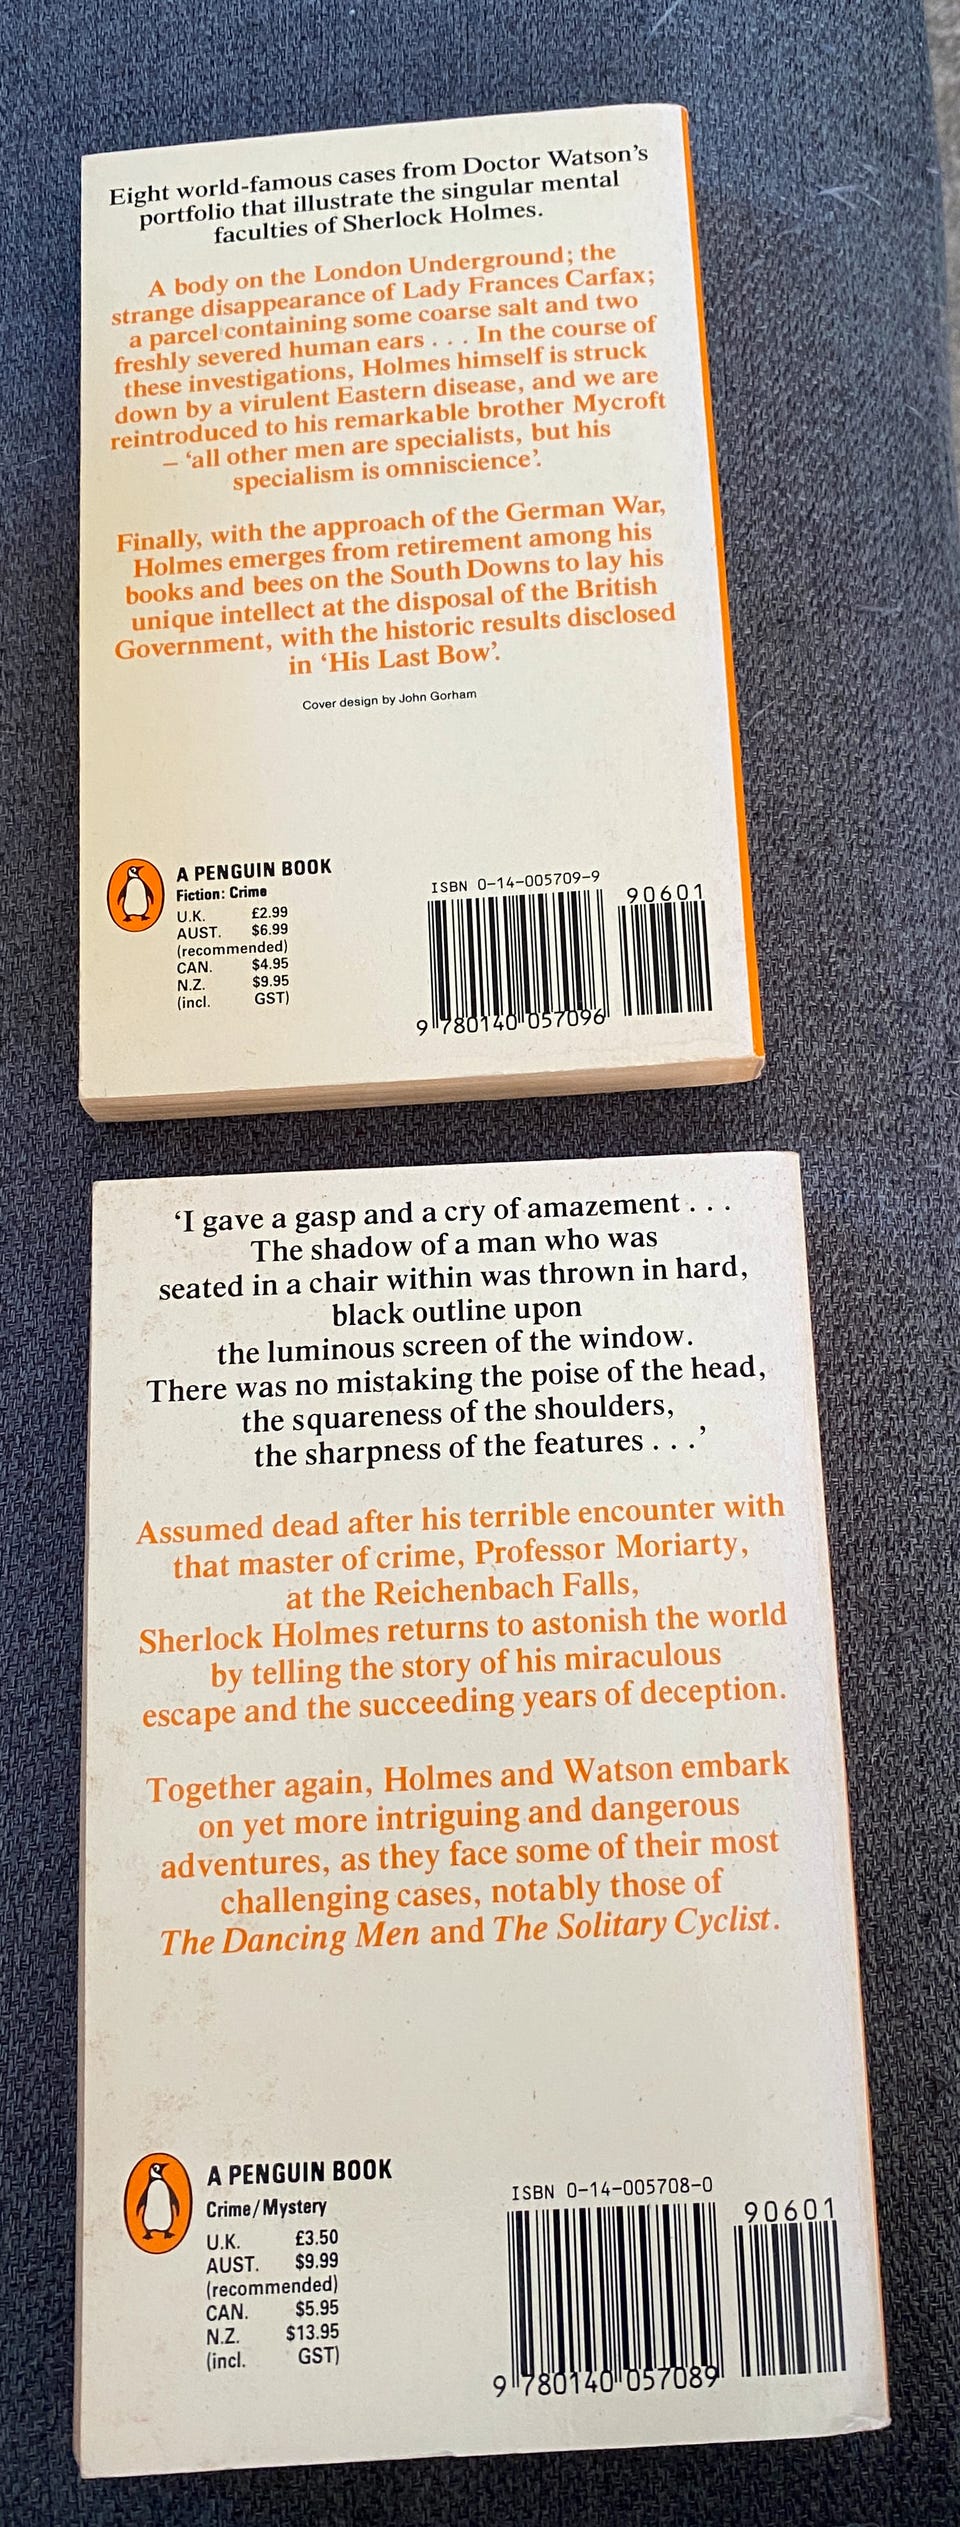 Eight world-famous cases from Doctor Watson's
portfolio that illustrate the singular mental
faculties of Sherlock Holmes.
A body on the London Underground; the
strange disappearance of Lady Frances Carfax;
a parcel containing some coarse salt and two
freshly severed human ears . . . In the course of
these investigations, Holmes himself is struck
down by a virulent Eastern disease, and we are
reintroduced to his remarkable brother Mycroft
– ‘all other men are specialists, but his
specialism is omniscience’.
Finally, with the approach of the German War,
Holmes emerges from retirement among his
books and bees on the South Downs to lay his
unique intellect at the disposal of the British
Government, with the historic results disclosed
in ‘His Last Bow’.
Cover design by John Gorham
A PENGUIN BOOK
Fiction: Crime
U.K. £2.99
AUST. $6.99
(recommended)
CAN. $4.95
N.Z. $9.95
(incl. GST)
ISBN 0-14-005709-9
90601
9 780140 057096
‘I gave a gasp and a cry of amazement . . .
The shadow of a man who was
seated in a chair within was thrown in hard,
black outline upon
the luminous screen of the window.
There was no mistaking the poise of the head,
the squareness of the shoulders,
the sharpness of the features . . .’
Assumed dead after his terrible encounter with
that master of crime, Professor Moriarty,
at the Reichenbach Falls,
Sherlock Holmes returns to astonish the world
by telling the story of his miraculous
escape and the succeeding years of deception.
Together again, Holmes and Watson embark
on yet more intriguing and dangerous
adventures, as they face some of their most
challenging cases, notably those of
The Dancing Men and The Solitary Cyclist.
A PENGUIN BOOK
Crime/Mystery
U.K. £3.50
AUST. $9.99
(recommended)
CAN. $5.95
N.Z. $13.95
(incl. GST)
ISBN 0-14-005708-0
90601
9 780140 057089